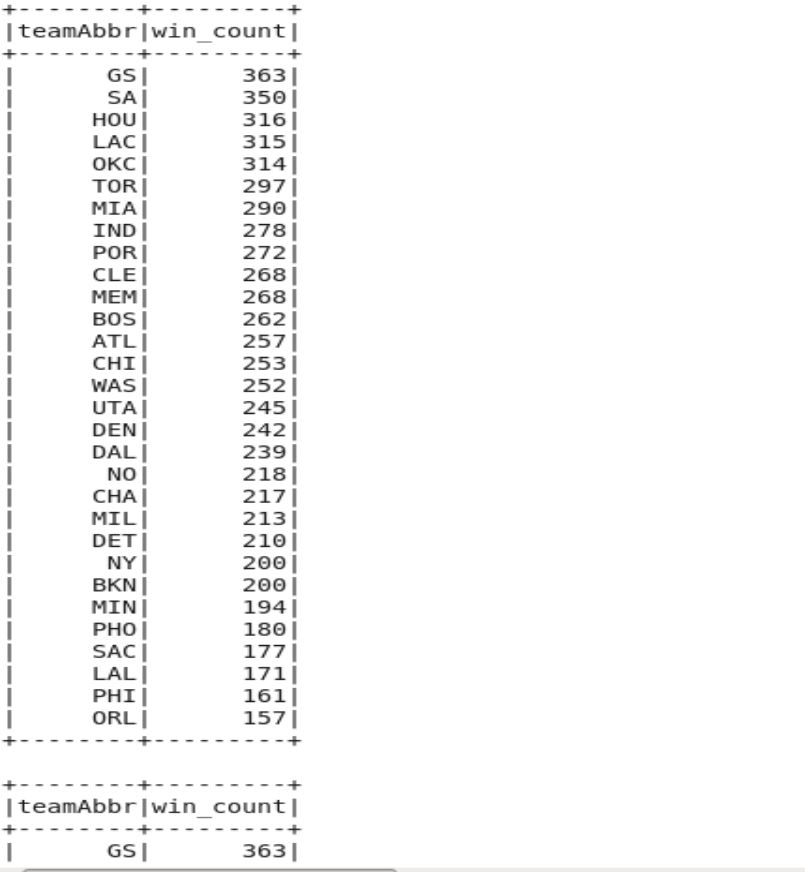 +--------+---------+
|teamAbbr|win_count|
+--------+---------+
|      GS|      363|
|      SA|      350|
|     HOU|      316|
|     LAC|      315|
|     OKC|      314|
|     TOR|      297|
|     MIA|      290|
|     IND|      278|
|     POR|      272|
|     CLE|      268|
|     MEM|      268|
|     BOS|      262|
|     ATL|      257|
|     CHI|      253|
|     WAS|      252|
|     UTA|      245|
|     DEN|      242|
|     DAL|      239|
|      NO|      218|
|     CHA|      217|
|     MIL|      213|
|     DET|      210|
|      NY|      200|
|     BKN|      200|
|     MIN|      194|
|     PHO|      180|
|     SAC|      177|
|     LAL|      171|
|     PHI|      161|
|     ORL|      157|
+--------+---------+

+--------+---------+
|teamAbbr|win_count|
+--------+---------+
|      GS|      363|